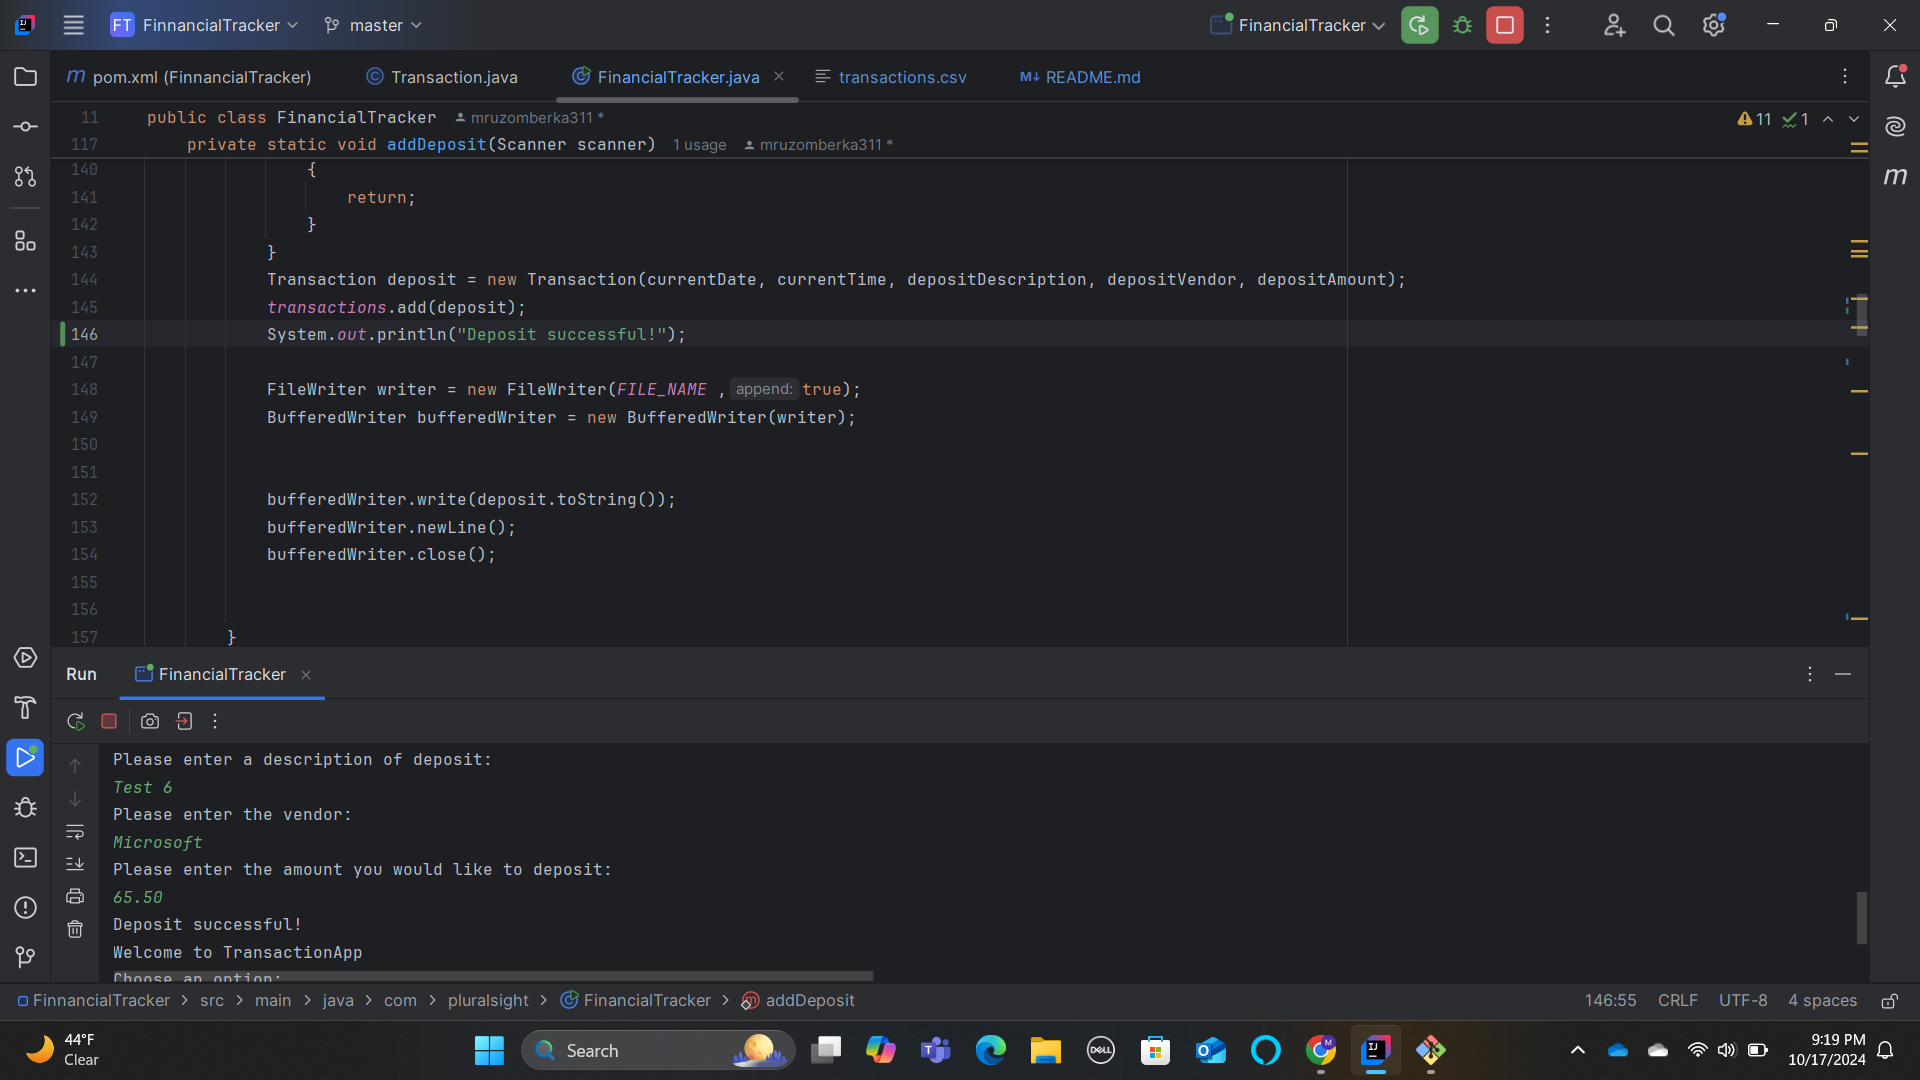 FT FinnancialTracker master FinancialTracker
pom.xml (FinnancialTracker) Transaction.java FinancialTracker.java transactions.csv README.md
11 public class FinancialTracker mruzomberka311 * 11 1
117 private static void addDeposit(Scanner scanner) 1 usage mruzomberka311 *
140 {
141 return;
142 }
143 }
144 Transaction deposit = new Transaction(currentDate, currentTime, depositDescription, depositVendor, depositAmount);
145 transactions.add(deposit);
146 System.out.println("Deposit successful!");
147
148 FileWriter writer = new FileWriter(FILE_NAME , append: true);
149 BufferedWriter bufferedWriter = new BufferedWriter(writer);
150
151
152 bufferedWriter.write(deposit.toString());
153 bufferedWriter.newLine();
154 bufferedWriter.close();
155
156
157 }
Run FinancialTracker
Please enter a description of deposit:
Test 6
Please enter the vendor:
Microsoft
Please enter the amount you would like to deposit:
65.50
Deposit successful!
Welcome to TransactionApp
Choose an option:
FinnancialTracker > src > main > java > com > pluralsight > FinancialTracker > addDeposit 146:55 CRLF UTF-8 4 spaces
44°F
Clear
Search
9:19 PM
10/17/2024